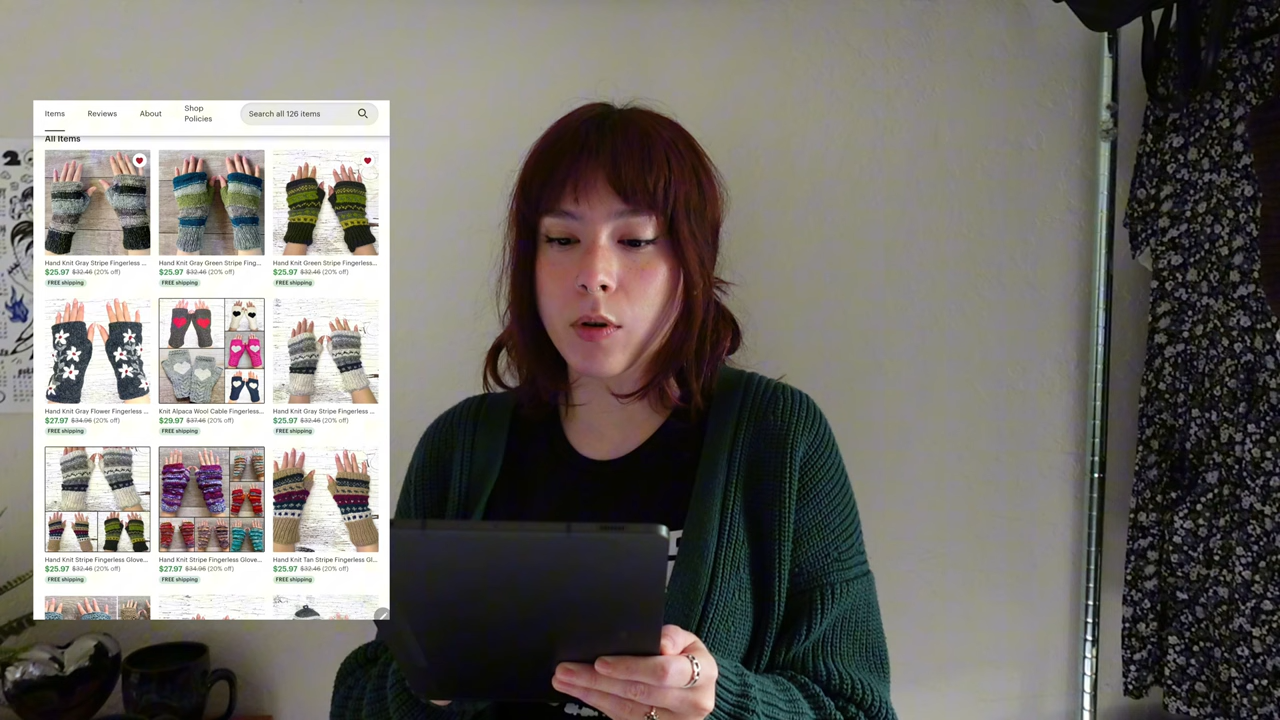 Items
Reviews
About
Shop
Policies
Search all 126 items
All Items
Hand Knit Gray Stripe Fingerless ...
$25.97 $32.46 (20% off)
FREE shipping
Hand Knit Gray Green Stripe Fing...
$25.97 $32.46 (20% off)
FREE shipping
Hand Knit Green Stripe Fingerless...
$25.97 $32.46 (20% off)
FREE shipping
Hand Knit Gray Flower Fingerless ...
$27.97 $34.96 (20% off)
FREE shipping
Knit Alpaca Wool Cable Fingerless...
$29.97 $37.46 (20% off)
FREE shipping
Hand Knit Gray Stripe Fingerless ...
$25.97 $32.46 (20% off)
FREE shipping
Hand Knit Stripe Fingerless Glove...
$25.97 $32.46 (20% off)
FREE shipping
Hand Knit Stripe Fingerless Glove...
$27.97 $34.96 (20% off)
FREE shipping
Hand Knit Tan Stripe Fingerless Gl...
$25.97 $32.46 (20% off)
FREE shipping